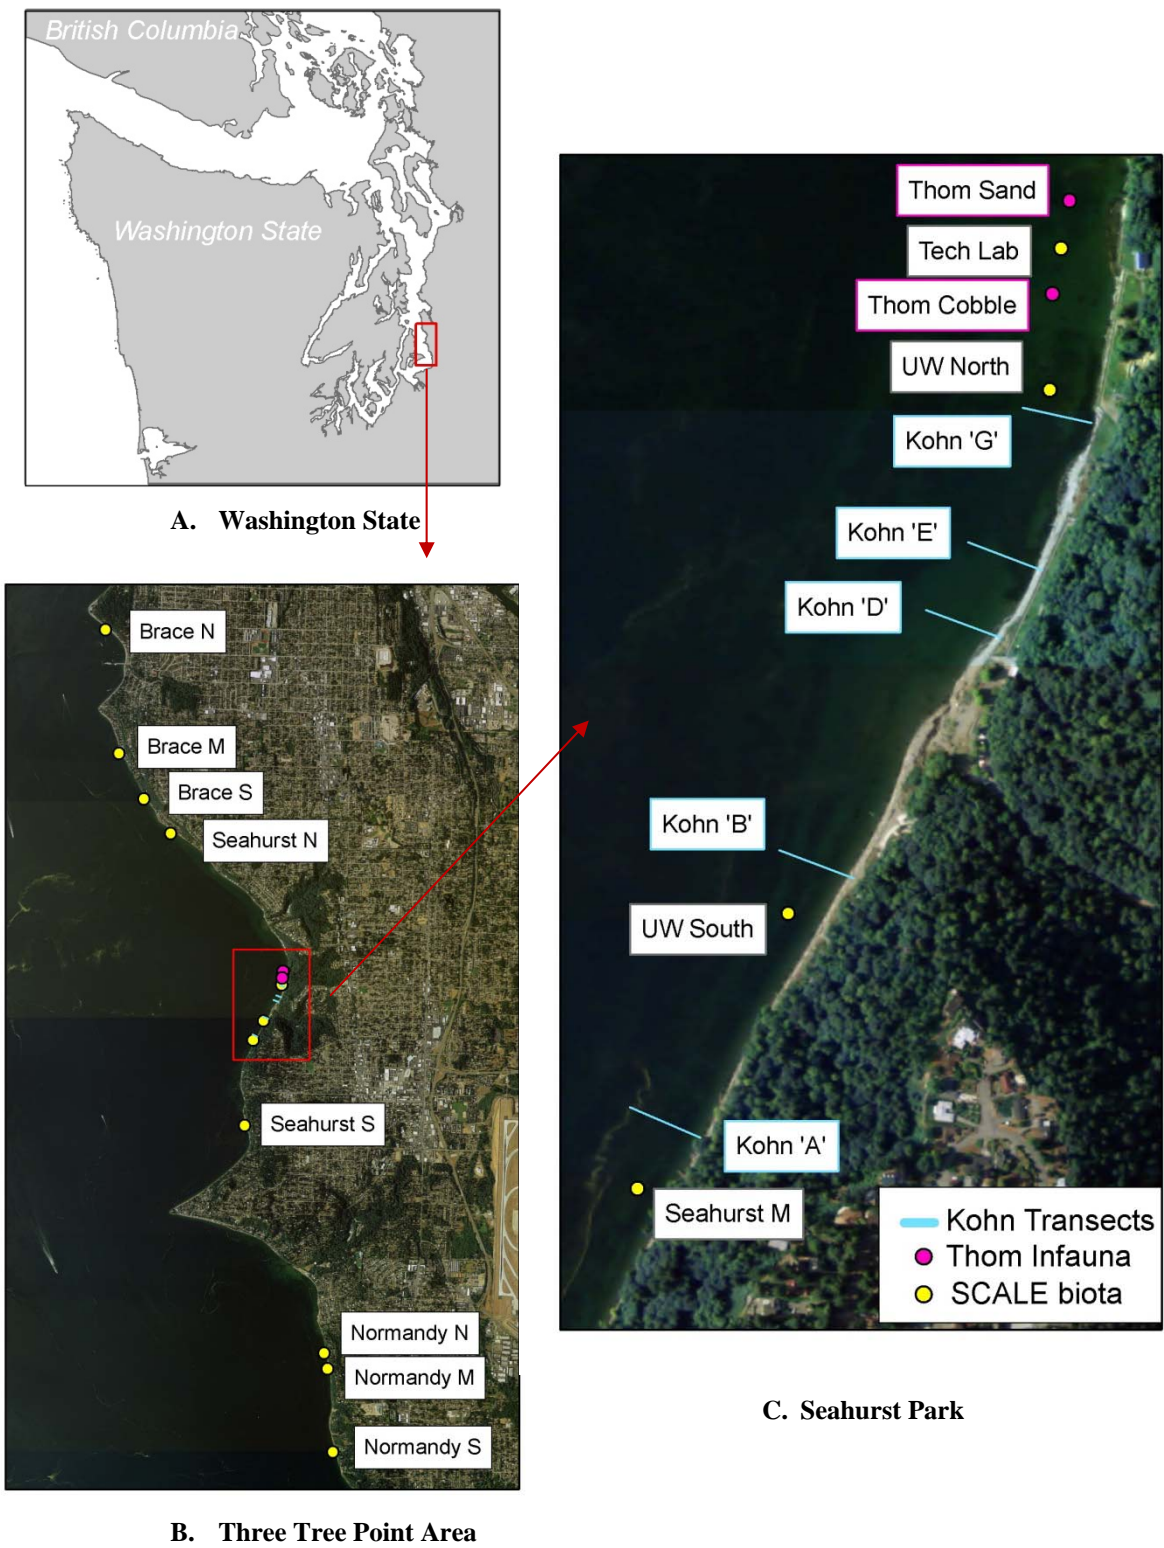 British Columbia
Washington State
A. Washington State
Brace N
Brace M
Brace S
Seahurst N
Seahurst S
Normandy N
Normandy M
Normandy S
B. Three Tree Point Area
Thom Sand
Tech Lab
Thom Cobble
UW North
Kohn 'G'
Kohn 'E'
Kohn 'D'
Kohn 'B'
UW South
Kohn 'A'
Seahurst M
Kohn Transects
Thom Infauna
SCALE biota
C. Seahurst Park